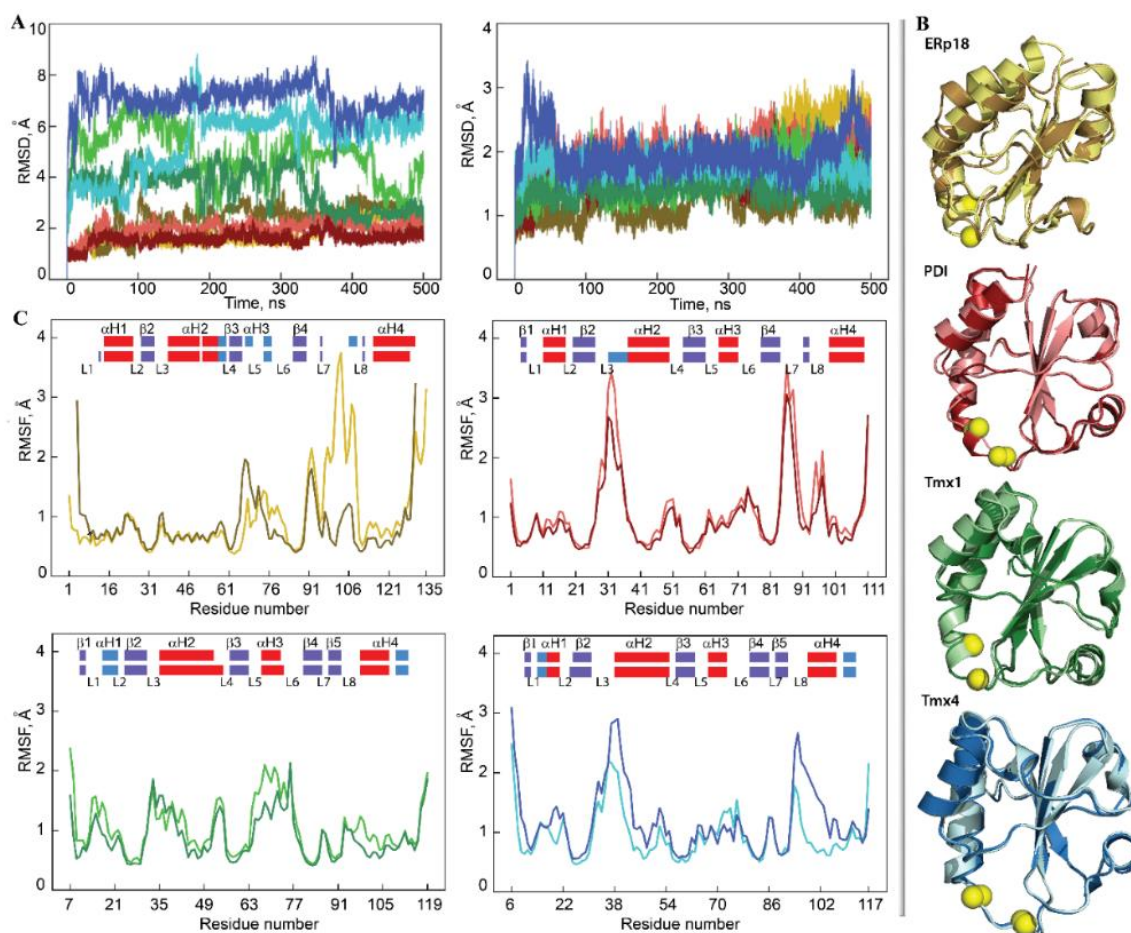 A
10
8
6
4
2
0
RMSD, Å
0 100 200 300 400 500
Time, ns
4
3
2
1
0
RMSD, Å
0 100 200 300 400 500
Time, ns
B
ERp18
PDI
Tmx1
Tmx4
C
αH1 β2 αH2 β3 αH3 β4 αH4
L1 L2 L3 L4 L5 L6 L7 L8
4
3
2
1
0
RMSF, Å
1 16 31 46 61 76 91 106 135
Residue number
β1 αH1 β2 αH2 β3 αH3 β4 αH4
L1 L2 L3 L4 L5 L6 L7 L8
4
3
2
1
0
RMSF, Å
1 11 21 31 41 51 61 71 81 91 101 111
Residue number
β1 αH1 β2 αH2 β3 αH3 β4 β5 αH4
L1 L2 L3 L4 L5 L6 L7 L8
4
3
2
1
0
RMSF, Å
7 21 35 49 63 77 91 105 119
Residue number
β1 αH1 β2 αH2 β3 αH3 β4 β5 αH4
L1 L2 L3 L4 L5 L6 L7 L8
4
3
2
1
0
RMSF, Å
6 22 38 54 70 86 102 117
Residue number